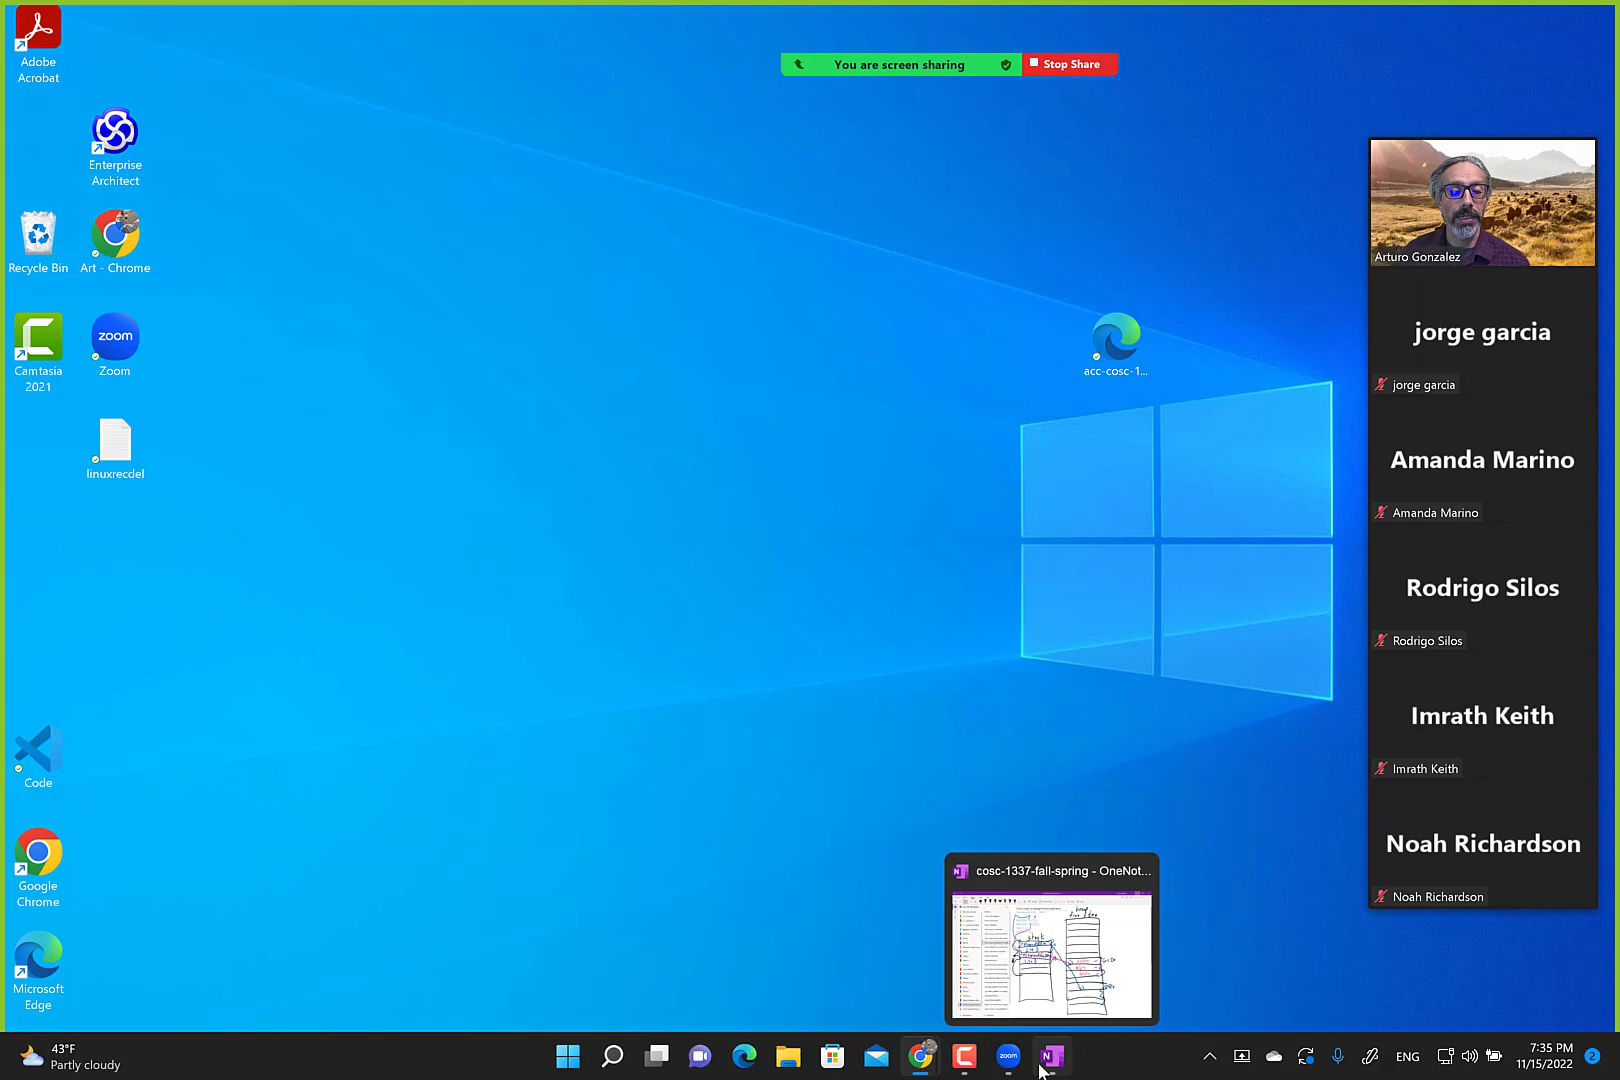 Adobe
Acrobat
You are screen sharing
Stop Share
Enterprise
Architect
Recycle Bin
Art - Chrome
Camtasia
2021
zoom
Zoom
linuxrecdel
Code
Google
Chrome
Microsoft
Edge
acc-cosc-1...
Arturo Gonzalez
jorge garcia
jorge garcia
Amanda Marino
Amanda Marino
Rodrigo Silos
Rodrigo Silos
Imrath Keith
Imrath Keith
Noah Richardson
Noah Richardson
cosc-1337-fall-spring - OneNot...
stack
43°F
Partly cloudy
zoom
N
ENG
7:35 PM
11/15/2022
2